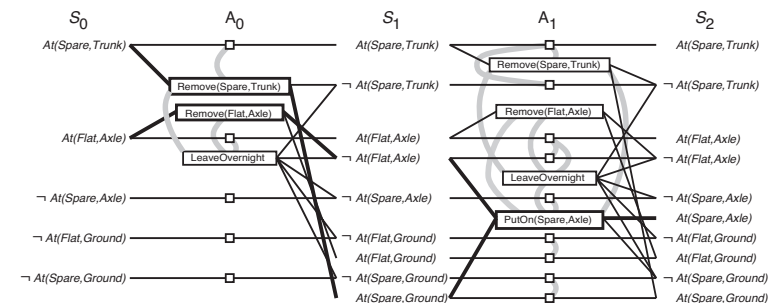 S0 A0 S1 A1 S2
At(Spare,Trunk) At(Spare,Trunk) At(Spare,Trunk)
Remove(Spare,Trunk)
Remove(Spare,Trunk) ¬ At(Spare,Trunk) ¬ At(Spare,Trunk)
Remove(Flat,Axle) Remove(Flat,Axle)
At(Flat,Axle) At(Flat,Axle) At(Flat,Axle)
LeaveOvernight ¬ At(Flat,Axle) ¬ At(Flat,Axle)
LeaveOvernight
¬ At(Spare,Axle) ¬ At(Spare,Axle) ¬ At(Spare,Axle)
PutOn(Spare,Axle) At(Spare,Axle)
¬ At(Flat,Ground) ¬ At(Flat,Ground) ¬ At(Flat,Ground)
At(Flat,Ground) At(Flat,Ground)
¬ At(Spare,Ground) ¬ At(Spare,Ground) ¬ At(Spare,Ground)
At(Spare,Ground) At(Spare,Ground)